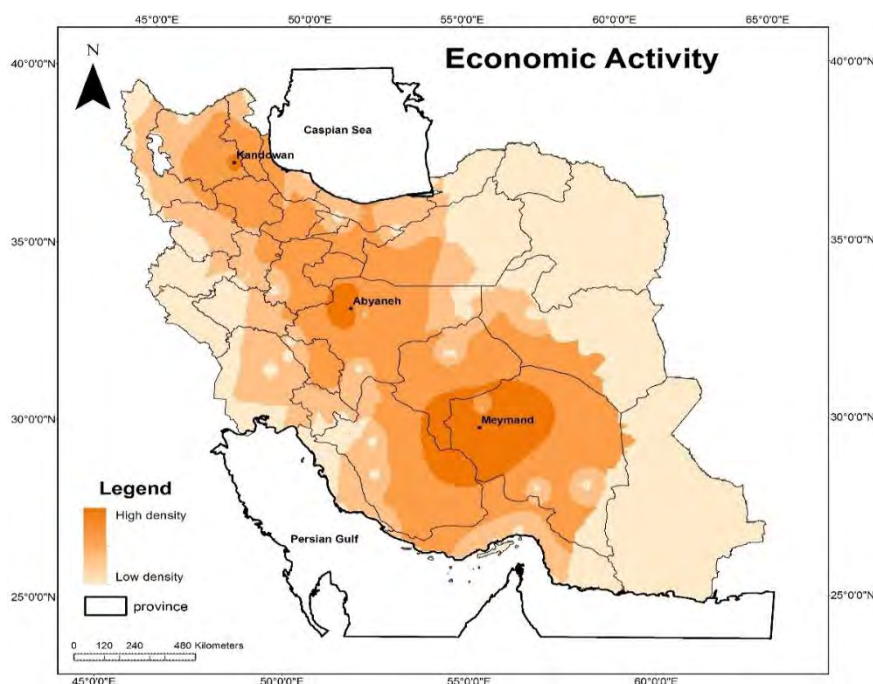 45°0'0"E 50°0'0"E 55°0'0"E 60°0'0"E 65°0'0"E
Economic Activity
N
40°0'0"N 40°0'0"N
Caspian Sea
Kandowan
35°0'0"N 35°0'0"N
Abyaneh
30°0'0"N 30°0'0"N
Meymand
Legend
High density
Low density
Persian Gulf
province
25°0'0"N 25°0'0"N
0 120 240 480 Kilometers
45°0'0"E 50°0'0"E 55°0'0"E 60°0'0"E